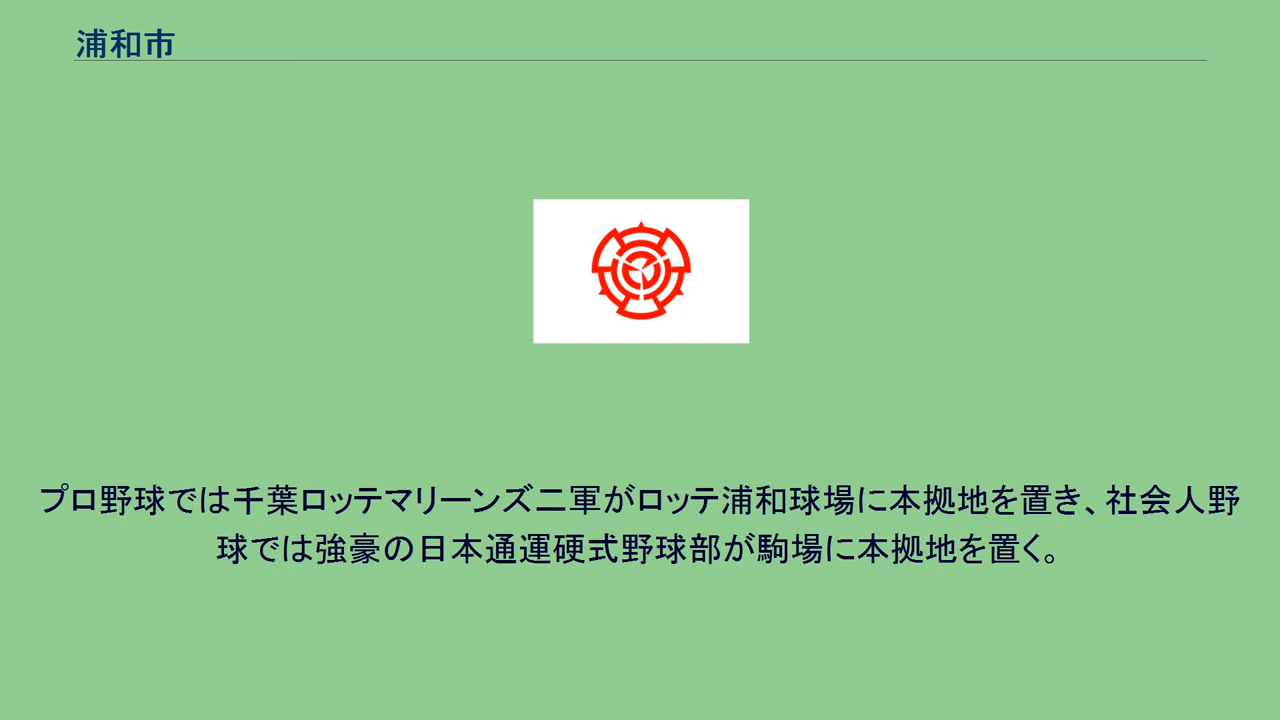 浦和市
プロ野球では千葉ロッテマリーンズ二軍がロッテ浦和球場に本拠地を置き、社会人野
球では強豪の日本通運硬式野球部が駒場に本拠地を置く。